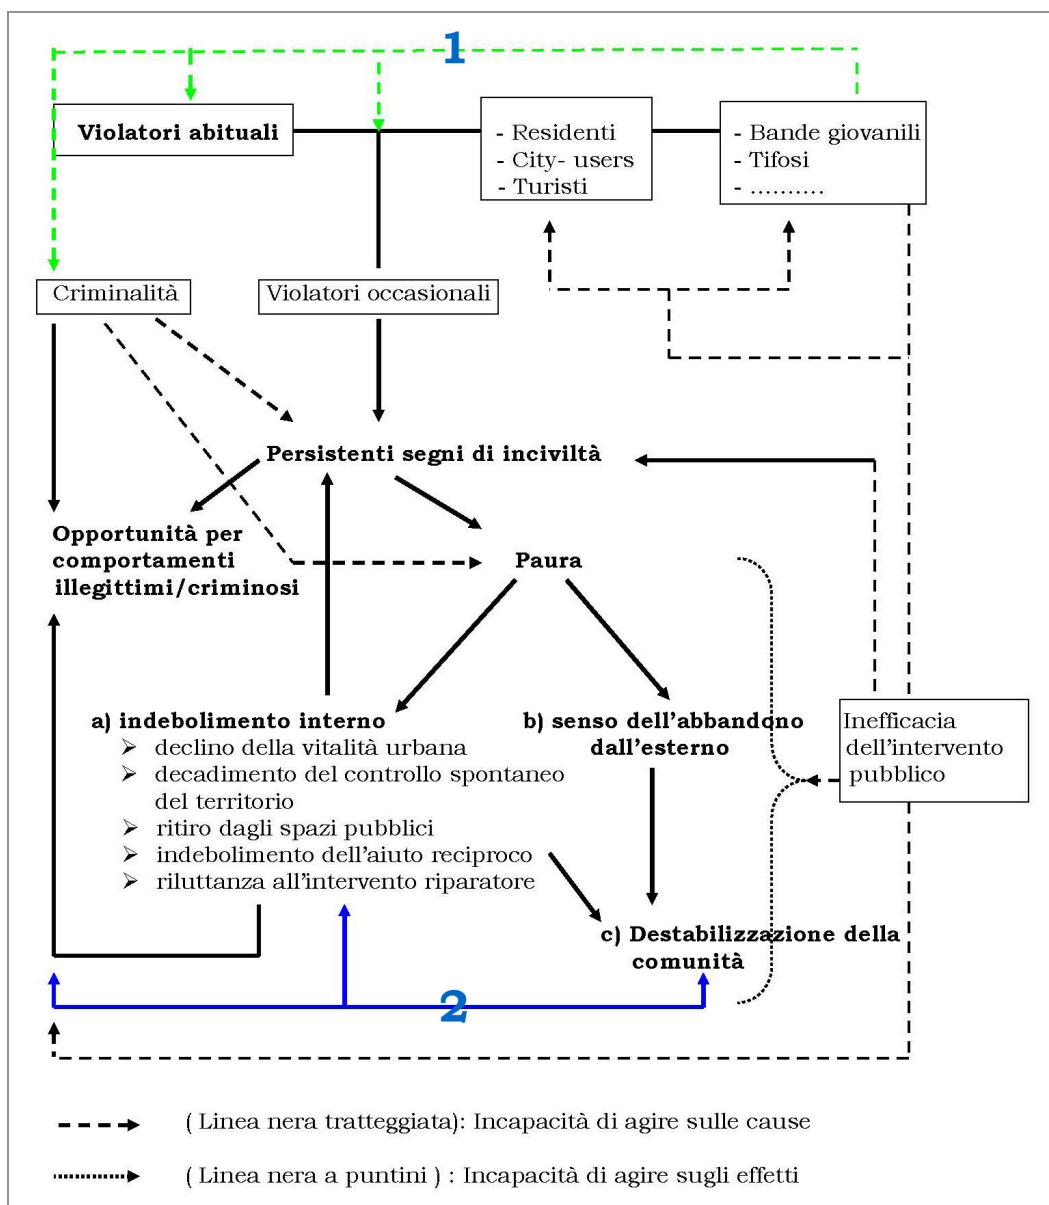 1
Violatori abituali
- Residenti
- City- users
- Turisti
- Bande giovanili
- Tifosi
- ..........
Criminalità
Violatori occasionali
Persistenti segni di inciviltà
Opportunità per
comportamenti
illegittimi/criminosi
Paura
a) indebolimento interno
➢ declino della vitalità urbana
➢ decadimento del controllo spontaneo
del territorio
➢ ritiro dagli spazi pubblici
➢ indebolimento dell'aiuto reciproco
➢ riluttanza all'intervento riparatore
b) senso dell'abbandono
dall'esterno
Inefficacia
dell'intervento
pubblico
c) Destabilizzazione della
comunità
2
( Linea nera tratteggiata): Incapacità di agire sulle cause
( Linea nera a puntini ) : Incapacità di agire sugli effetti